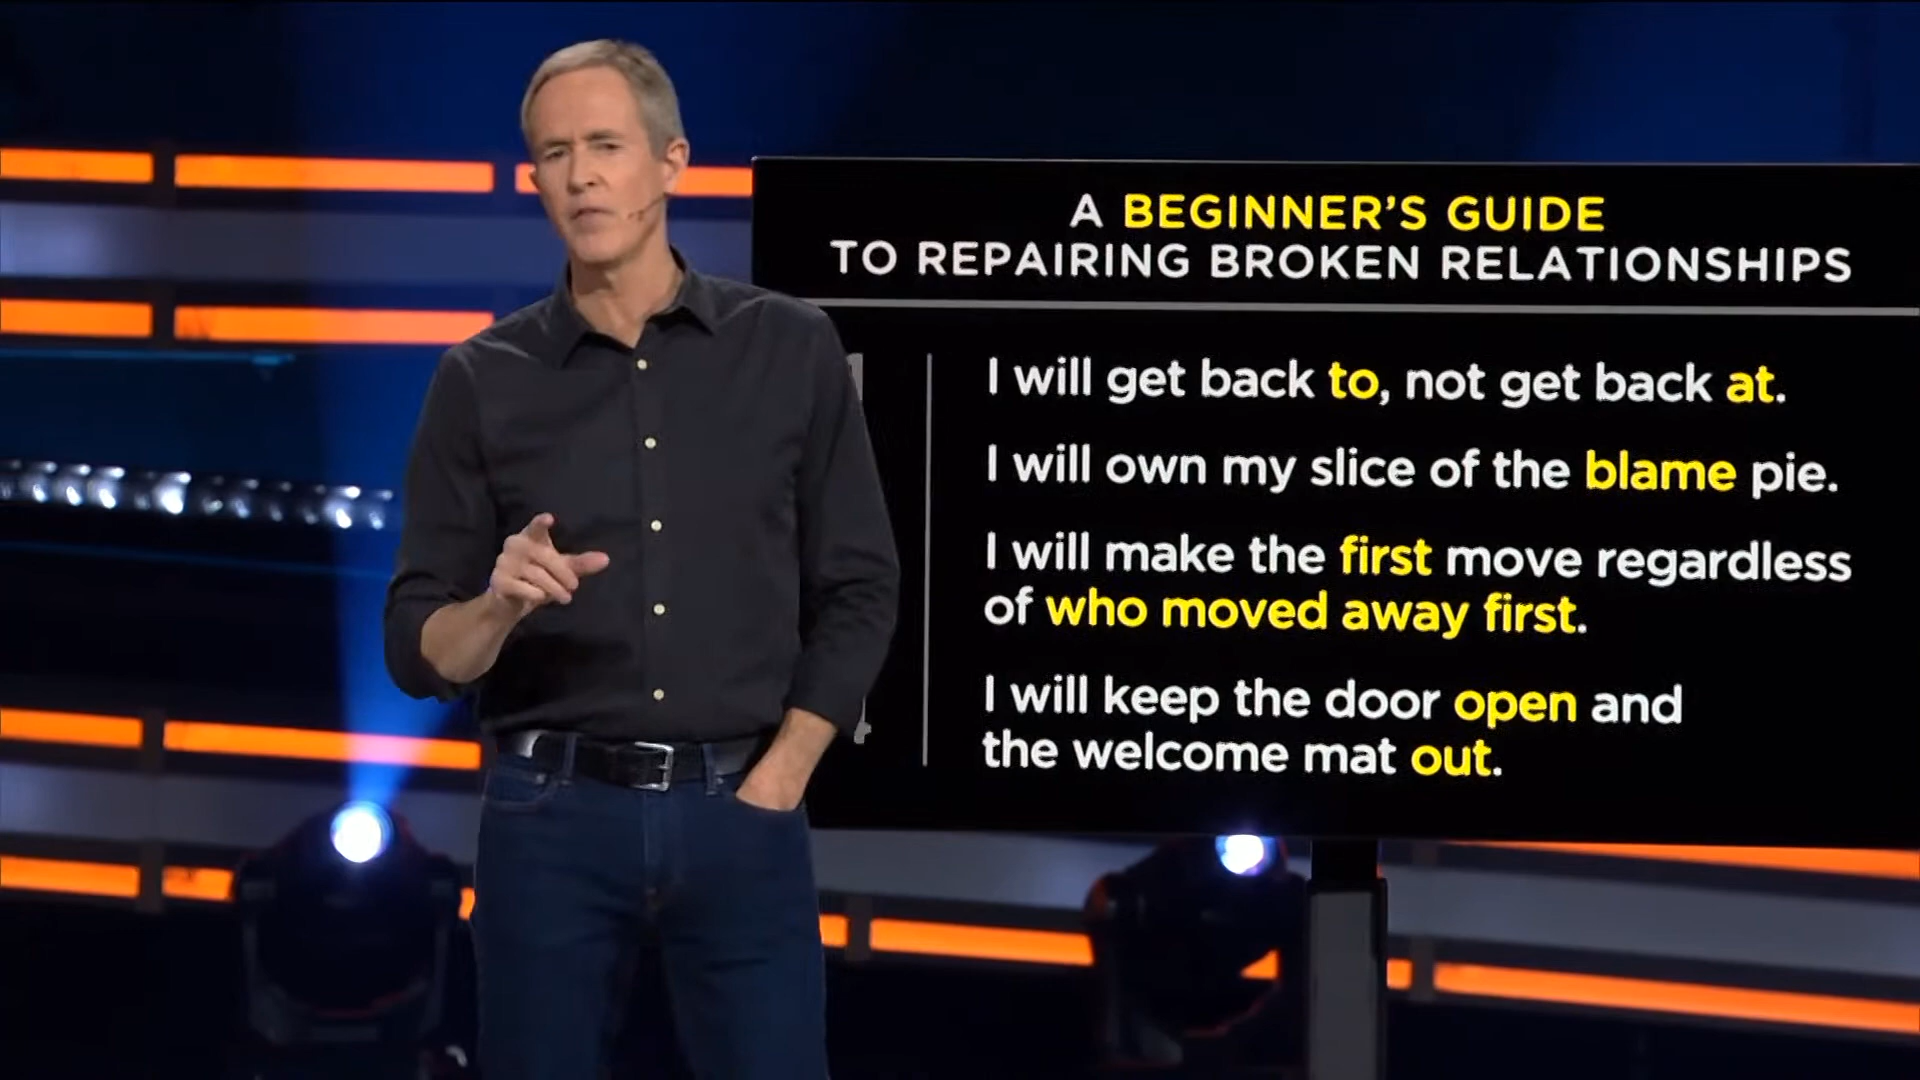 A BEGINNER'S GUIDE
TO REPAIRING BROKEN RELATIONSHIPS
I will get back to, not get back at.
I will own my slice of the blame pie.
I will make the first move regardless
of who moved away first.
I will keep the door open and
the welcome mat out.